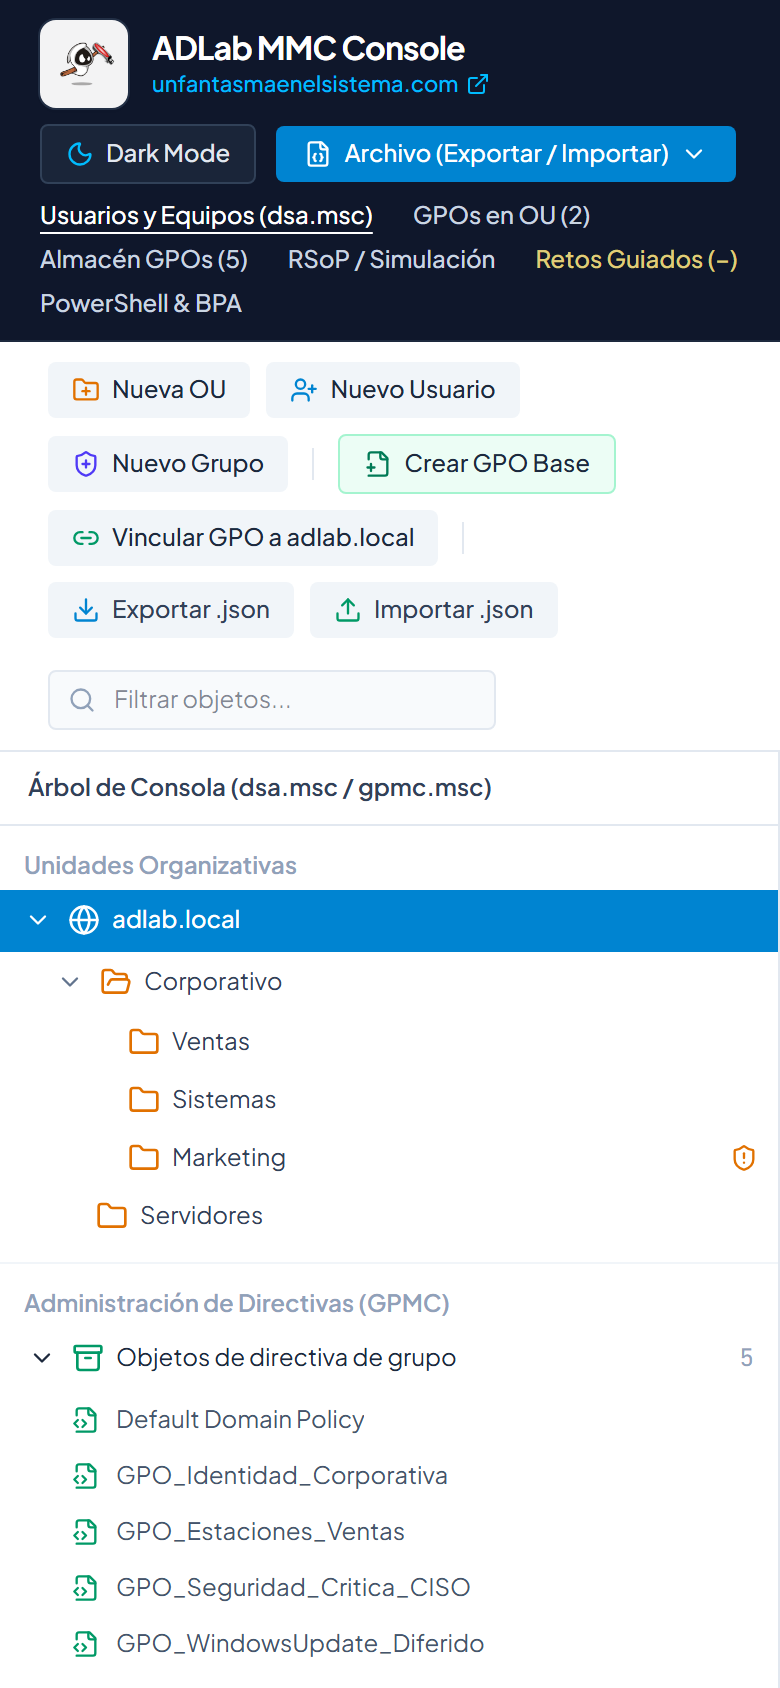 ADLab MMC Console
unfantasmaenelsistema.com
Dark Mode
Archivo (Exportar / Importar)
Usuarios y Equipos (dsa.msc)
GPOs en OU (2)
Almacén GPOs (5)
RSoP / Simulación
Retos Guiados (–)
PowerShell & BPA
Nueva OU
Nuevo Usuario
Nuevo Grupo
Crear GPO Base
Vincular GPO a adlab.local
Exportar .json
Importar .json
Filtrar objetos...
Árbol de Consola (dsa.msc / gpmc.msc)
Unidades Organizativas
adlab.local
Corporativo
Ventas
Sistemas
Marketing
Servidores
Administración de Directivas (GPMC)
Objetos de directiva de grupo 5
Default Domain Policy
GPO_Identidad_Corporativa
GPO_Estaciones_Ventas
GPO_Seguridad_Critica_CISO
GPO_WindowsUpdate_Diferido